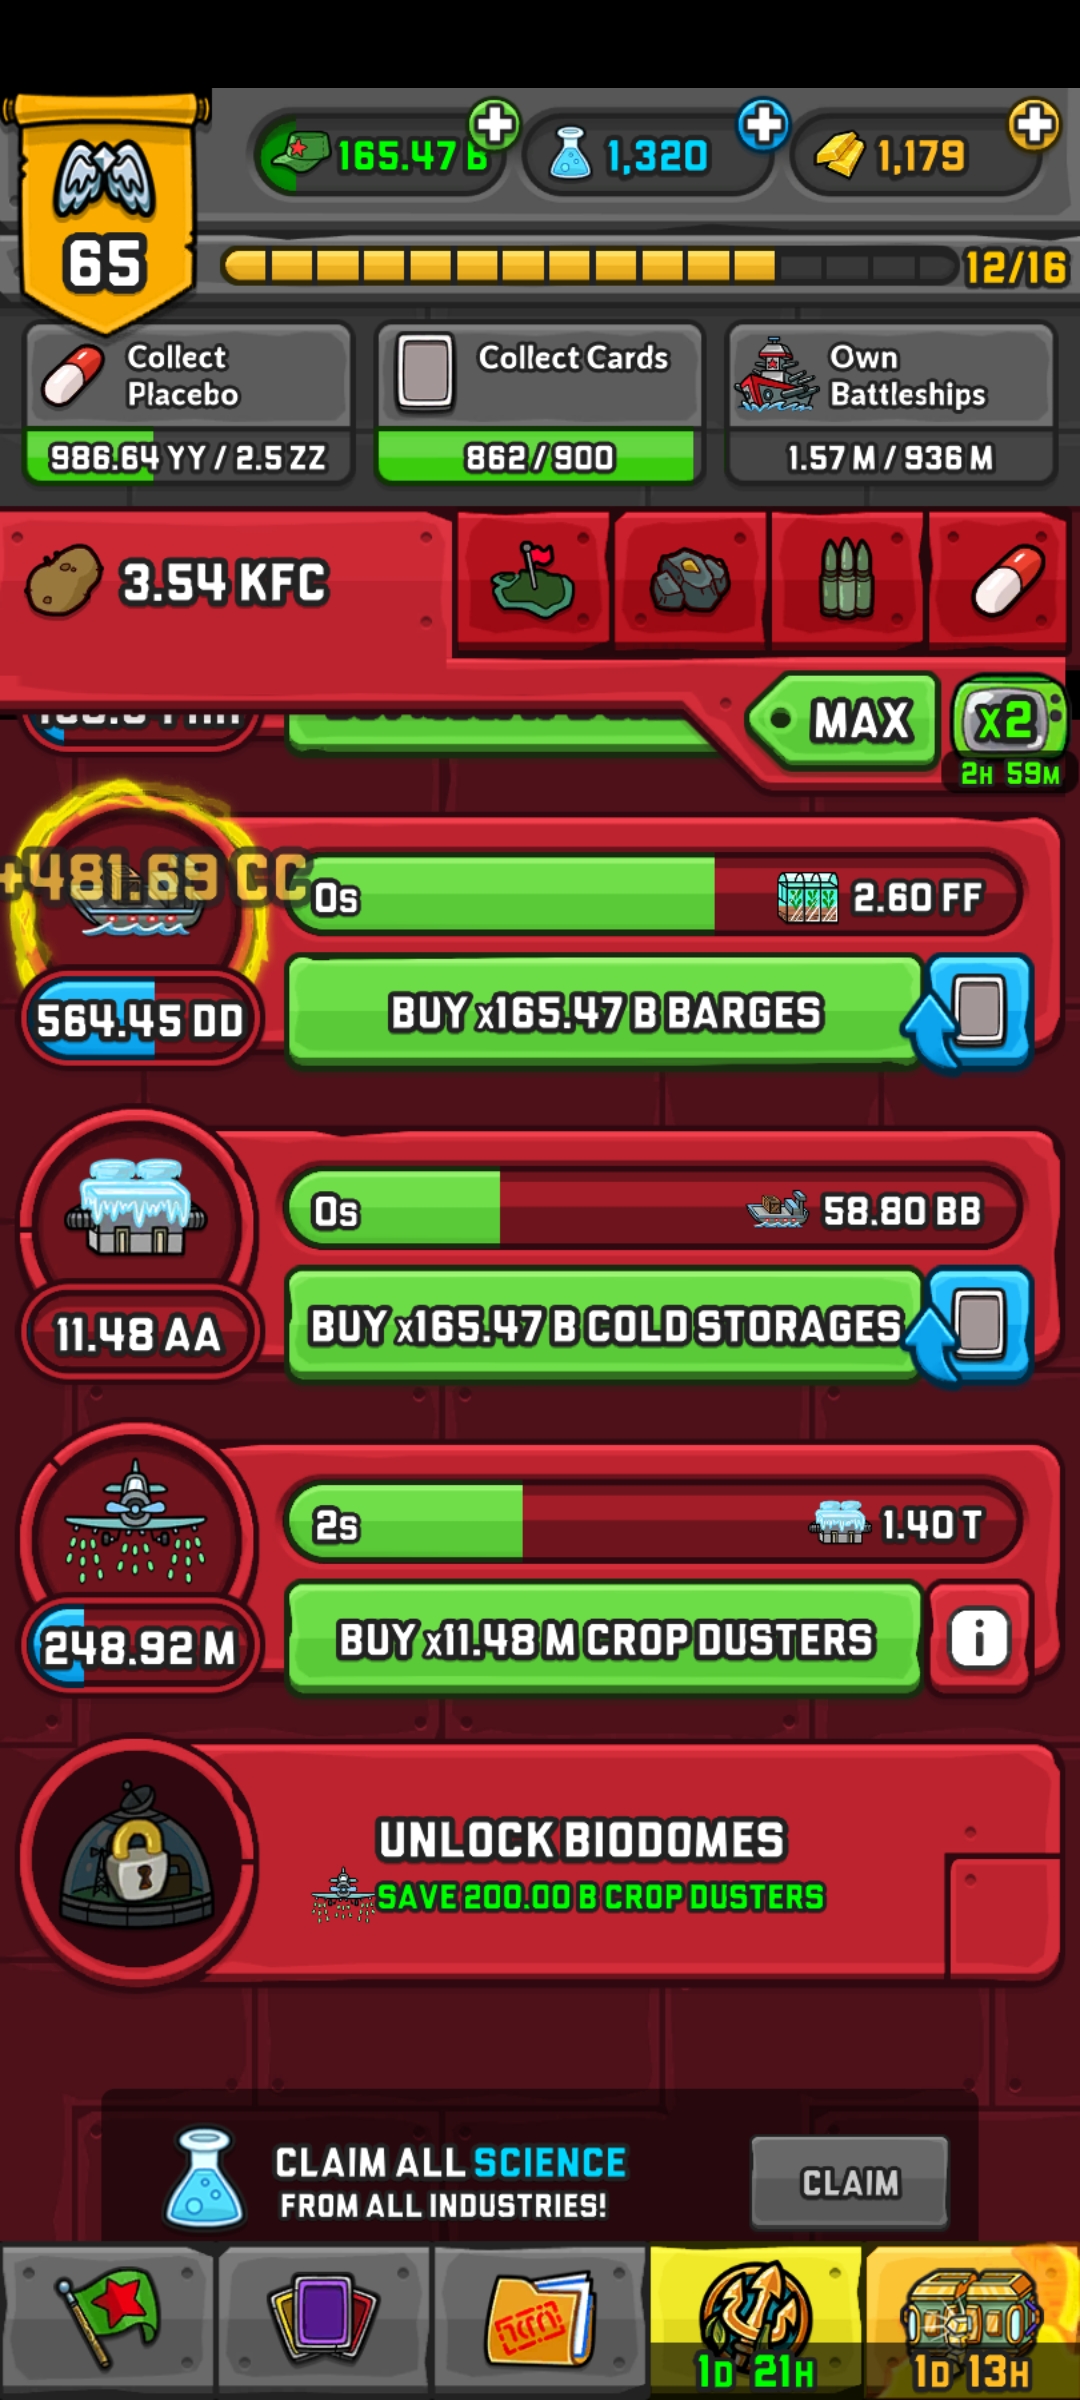 165.47 B
1,320
1,179
65
12/16
Collect
Placebo
Collect Cards
Own
Battleships
986.64 YY / 2.5 ZZ
862/900
1.57 M / 936 M
3.54 KFC
MAX
x2
2H 59M
+481.69 CC
0s
2.60 FF
564.45 DD
BUY x165.47 B BARGES
0s
58.80 BB
11.48 AA
BUY x165.47 B COLD STORAGES
2s
1.40 T
248.92 M
BUY x11.48 M CROP DUSTERS
i
UNLOCK BIODOMES
SAVE 200.00 B CROP DUSTERS
CLAIM ALL SCIENCE
FROM ALL INDUSTRIES!
CLAIM
1D 21H
1D 13H